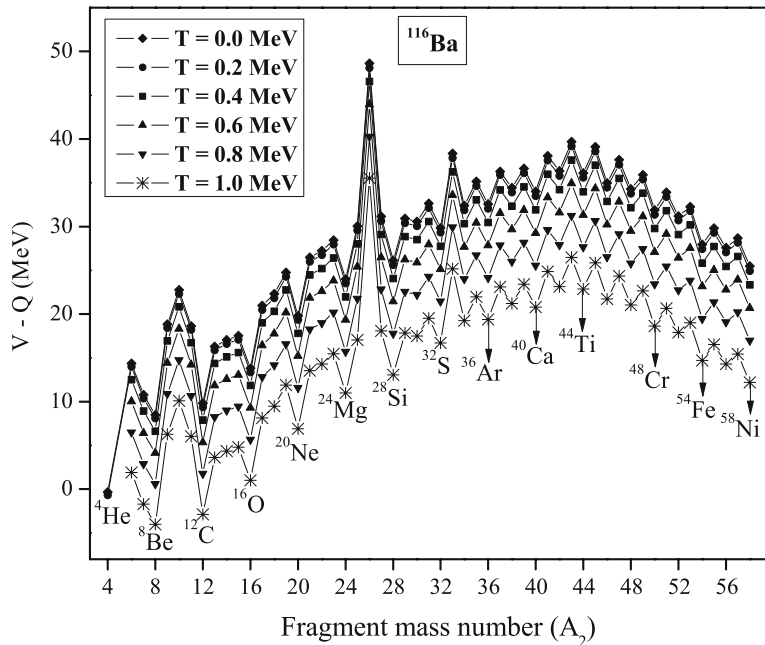 116Ba
T = 0.0 MeV
T = 0.2 MeV
T = 0.4 MeV
T = 0.6 MeV
T = 0.8 MeV
T = 1.0 MeV
V - Q (MeV)
50
40
30
20
10
0
4He
8Be
12C
16O
20Ne
24Mg
28Si
32S
36Ar
40Ca
44Ti
48Cr
54Fe
58Ni
4 8 12 16 20 24 28 32 36 40 44 48 52 56
Fragment mass number (A2)